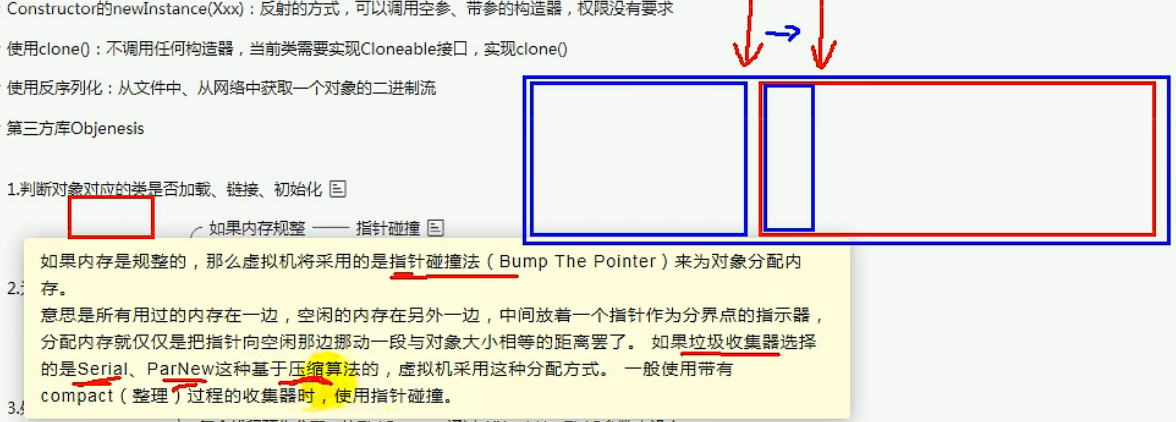 Constructor的newInstance(Xxx)：反射的方式，可以调用空参、带参的构造器，权限没有要求
使用clone()：不调用任何构造器，当前类需要实现Cloneable接口，实现clone()
使用反序列化：从文件中、从网络中获取一个对象的二进制流
第三方库Objenesis
1.判断对象对应的类是否加载、链接、初始化
如果内存规整 指针碰撞
如果内存是规整的，那么虚拟机将采用的是指针碰撞法（Bump The Pointer）来为对象分配内
存。
2.
意思是所有用过的内存在一边，空闲的内存在另外一边，中间放着一个指针作为分界点的指示器，
分配内存就仅仅是把指针向空闲那边挪动一段与对象大小相等的距离罢了。 如果垃圾收集器选择
的是Serial、ParNew这种基于压缩算法的，虚拟机采用这种分配方式。 一般使用带有
compact（整理）过程的收集器时，使用指针碰撞。
3.